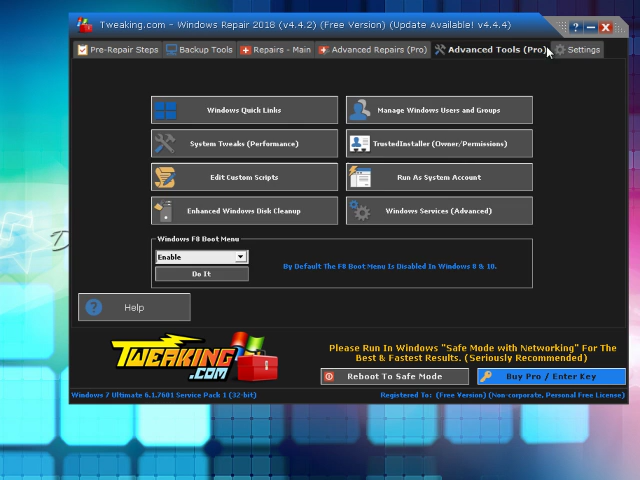 Tweaking.com - Windows Repair 2018 (v4.4.2) (Free Version) (Update Available! v4.4.4)
Pre-Repair Steps Backup Tools Repairs - Main Advanced Repairs (Pro) Advanced Tools (Pro) Settings
Windows Quick Links Manage Windows Users and Groups
System Tweaks (Performance) TrustedInstaller (Owner/Permissions)
Edit Custom Scripts Run As System Account
Enhanced Windows Disk Cleanup Windows Services (Advanced)
Windows F8 Boot Menu
Enable
Do It
By Default The F8 Boot Menu Is Disabled In Windows 8 & 10.
? Help
TWEAKING
.COM
Please Run In Windows "Safe Mode with Networking" For The
Best & Fastest Results. (Seriously Recommended)
Reboot To Safe Mode Buy Pro / Enter Key
Windows 7 Ultimate 6.1.7601 Service Pack 1 (32-bit) Registered To: (Free Version) (Non-corporate, Personal Free License)